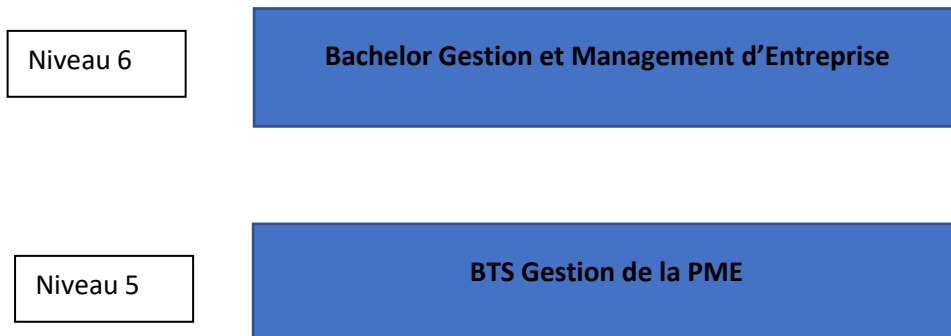 Niveau 6
Bachelor Gestion et Management d’Entreprise
Niveau 5
BTS Gestion de la PME